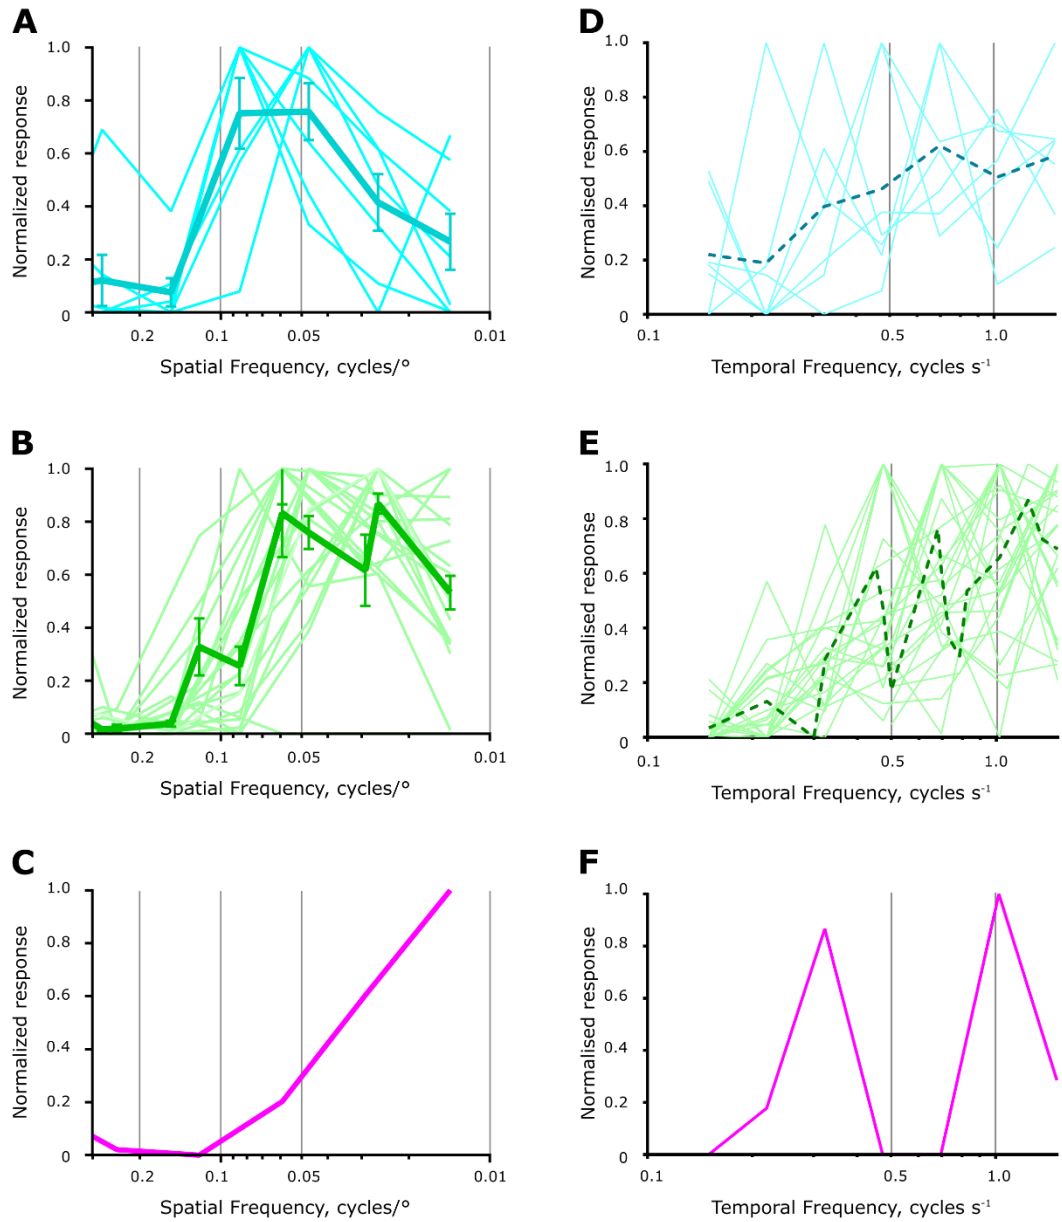 A
1.0
0.8
0.6
0.4
0.2
0
Normalized response
0.2 0.1 0.05 0.01
Spatial Frequency, cycles/°
D
1.0
0.8
0.6
0.4
0.2
0
Normalised response
0.1 0.5 1.0
Temporal Frequency, cycles s⁻¹
B
1.0
0.8
0.6
0.4
0.2
0
Normalized response
0.2 0.1 0.05 0.01
Spatial Frequency, cycles/°
E
1.0
0.8
0.6
0.4
0.2
0
Normalised response
0.1 0.5 1.0
Temporal Frequency, cycles s⁻¹
C
1.0
0.8
0.6
0.4
0.2
0
Normalized response
0.2 0.1 0.05 0.01
Spatial Frequency, cycles/°
F
1.0
0.8
0.6
0.4
0.2
0
Normalised response
0.1 0.5 1.0
Temporal Frequency, cycles s⁻¹